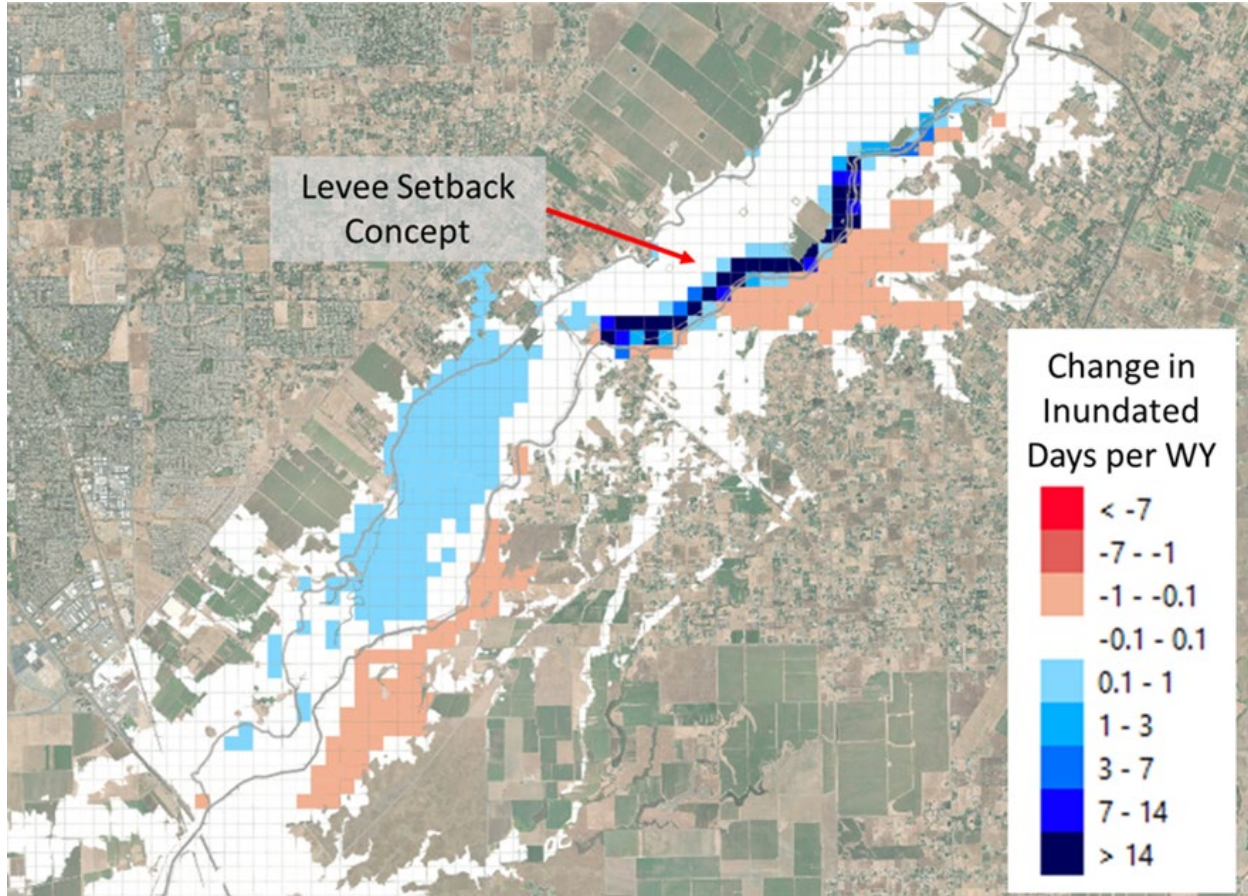 Levee Setback
Concept
Change in
Inundated
Days per WY
< -7
-7 - -1
-1 - -0.1
-0.1 - 0.1
0.1 - 1
1 - 3
3 - 7
7 - 14
> 14